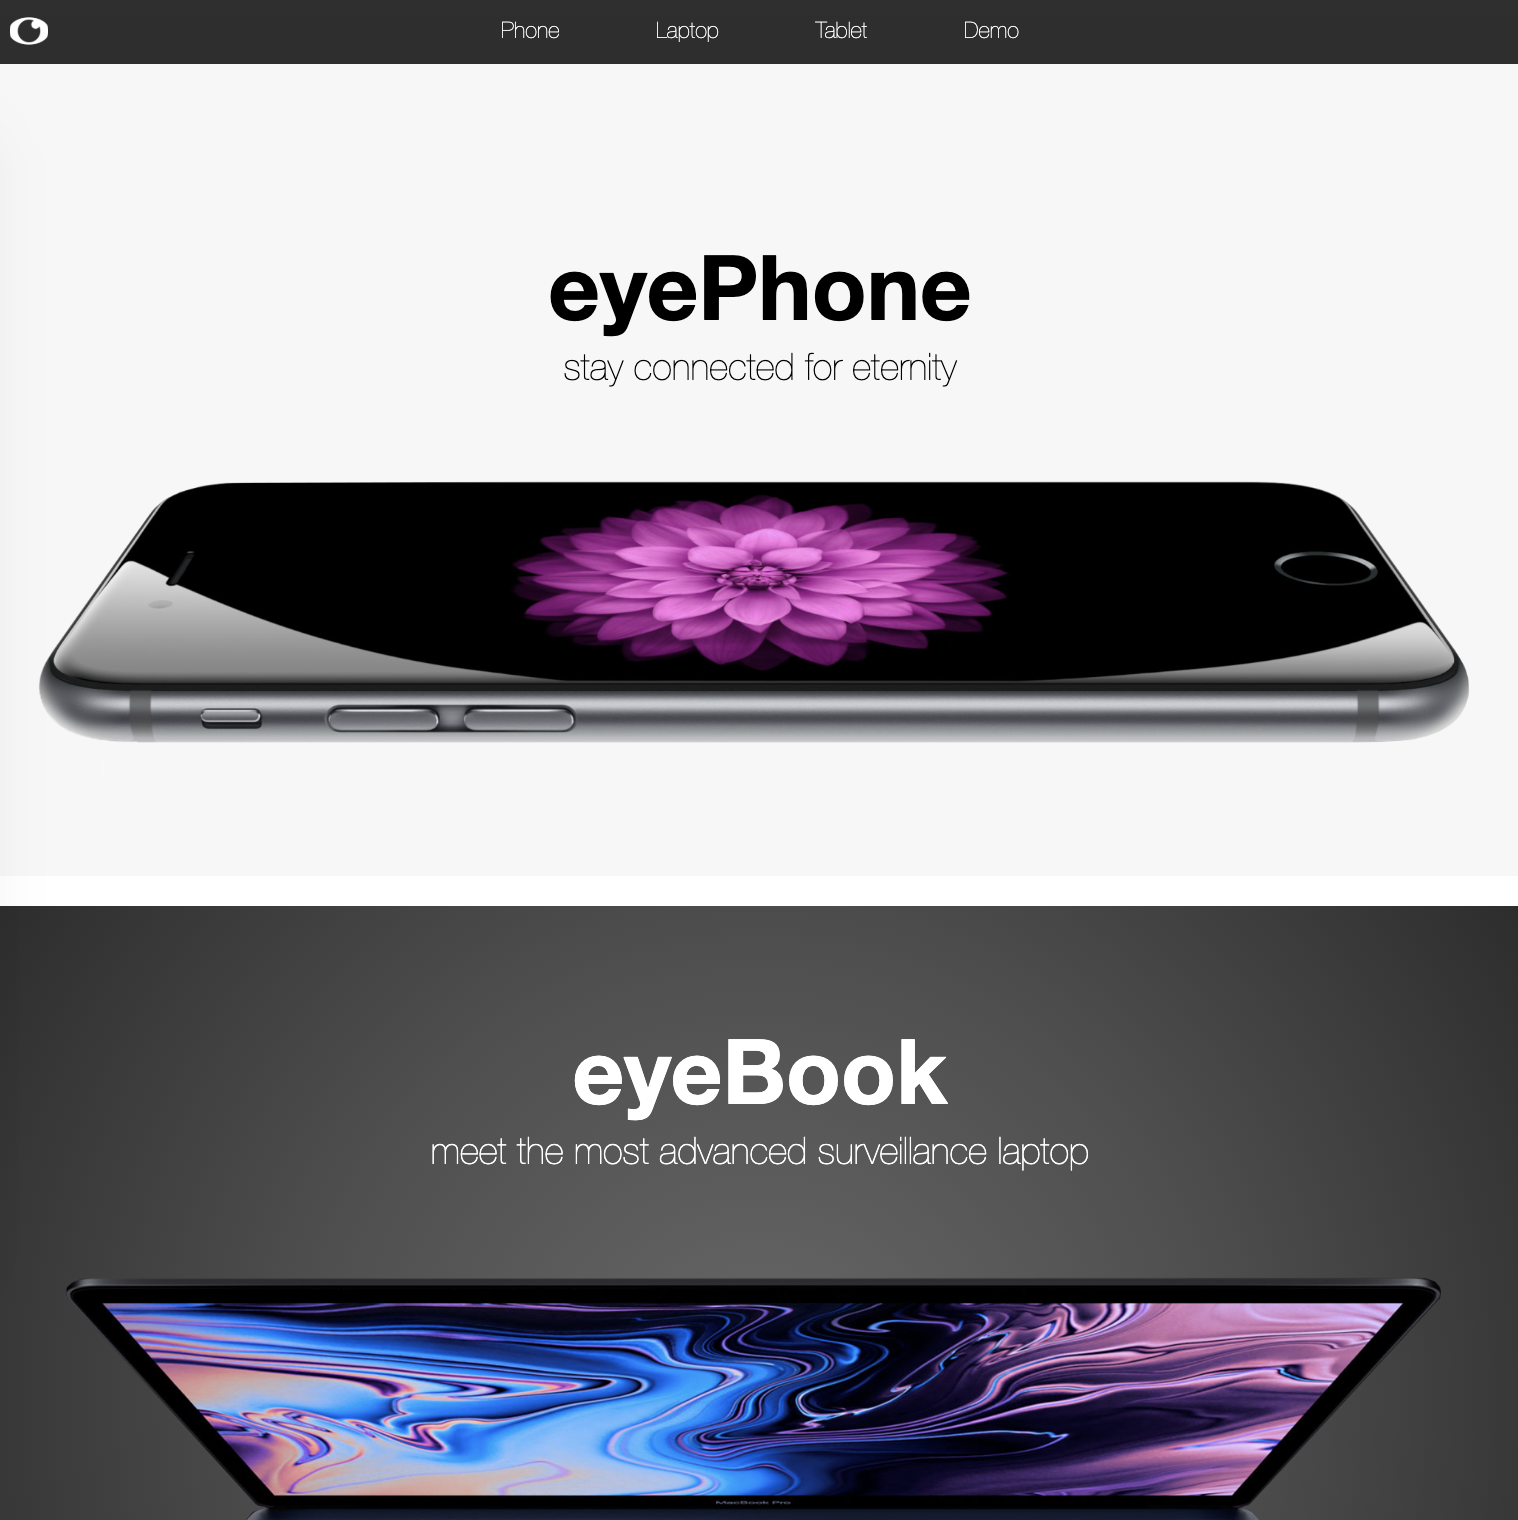 Phone Laptop Tablet Demo
eyePhone
stay connected for eternity
eyeBook
meet the most advanced surveillance laptop
MacBook Pro